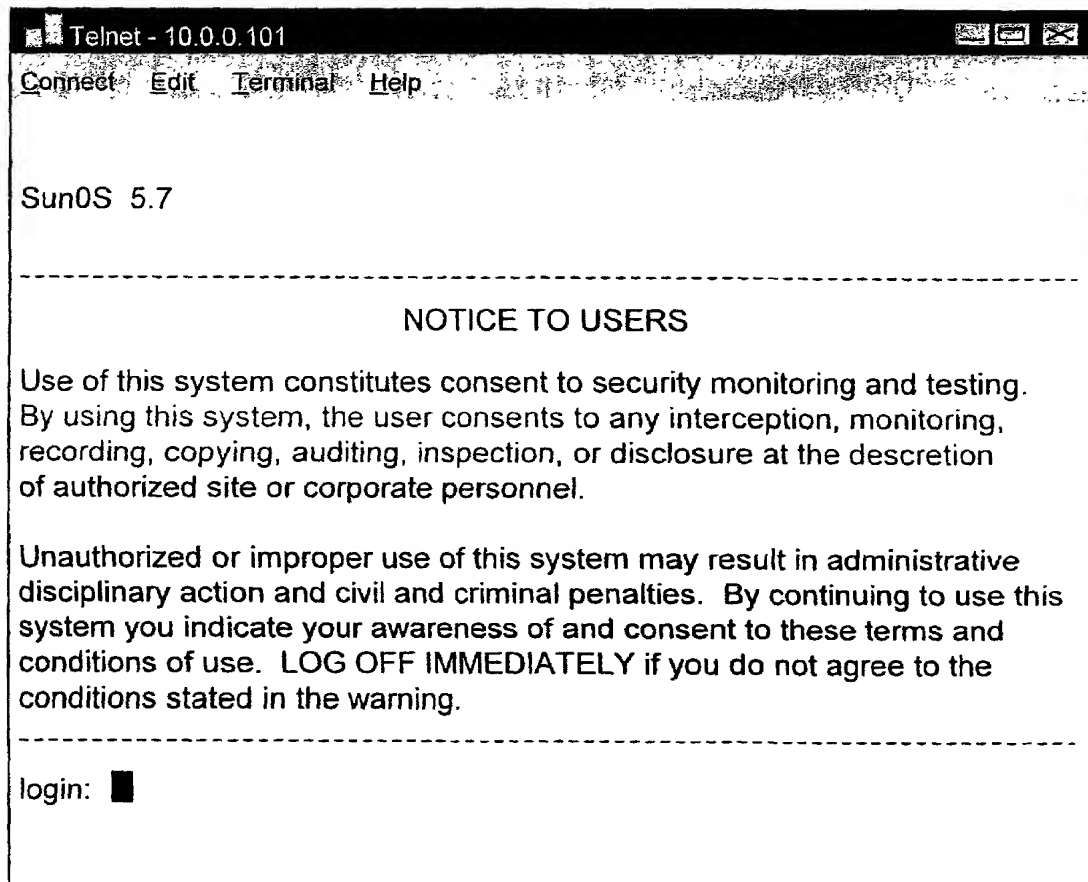 Telnet - 10.0.0.101
Connect Edit Terminal Help
Sun0S 5.7
NOTICE TO USERS
Use of this system constitutes consent to security monitoring and testing.
By using this system, the user consents to any interception, monitoring,
recording, copying, auditing, inspection, or disclosure at the descretion
of authorized site or corporate personnel.
Unauthorized or improper use of this system may result in administrative
disciplinary action and civil and criminal penalties. By continuing to use this
system you indicate your awareness of and consent to these terms and
conditions of use. LOG OFF IMMEDIATELY if you do not agree to the
conditions stated in the warning.
login: